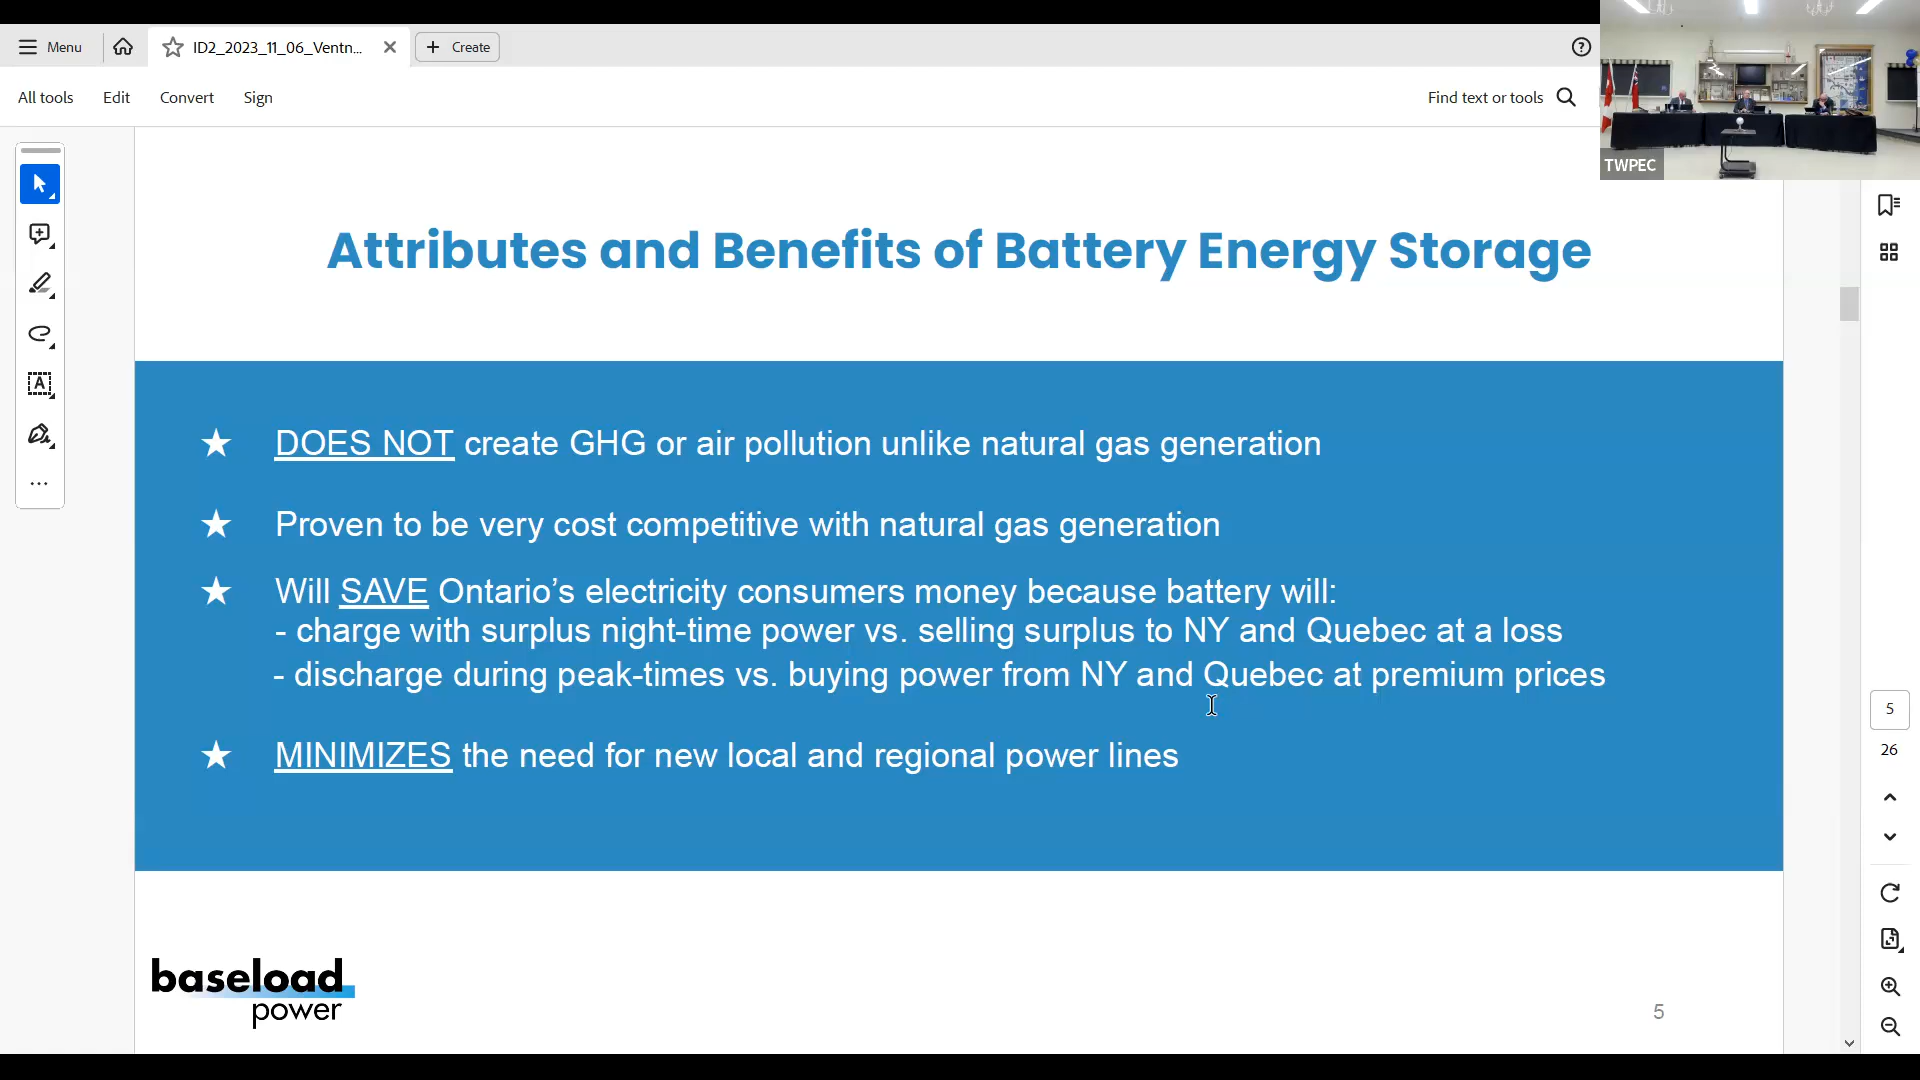 Menu
ID2_2023_11_06_Ventn...
Create
All tools
Edit
Convert
Sign
Find text or tools
TWPEC
Attributes and Benefits of Battery Energy Storage
★ DOES NOT create GHG or air pollution unlike natural gas generation
★ Proven to be very cost competitive with natural gas generation
★ Will SAVE Ontario’s electricity consumers money because battery will:
- charge with surplus night-time power vs. selling surplus to NY and Quebec at a loss
- discharge during peak-times vs. buying power from NY and Quebec at premium prices
★ MINIMIZES the need for new local and regional power lines
baseload
power
5
5
26